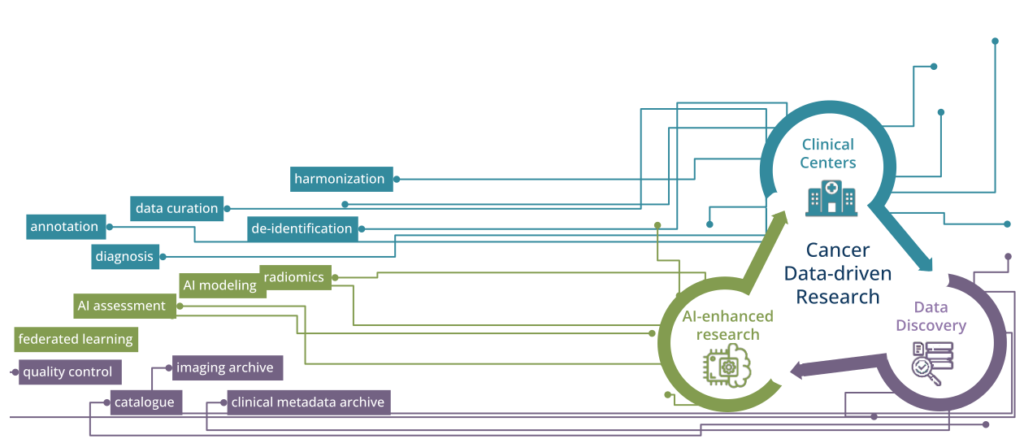 Clinical
Centers
harmonization
data curation
annotation
de-identification
diagnosis
Cancer
Data-driven
Research
radiomics
AI modeling
AI assessment
federated learning
AI-enhanced
research
Data
Discovery
quality control
imaging archive
catalogue
clinical metadata archive